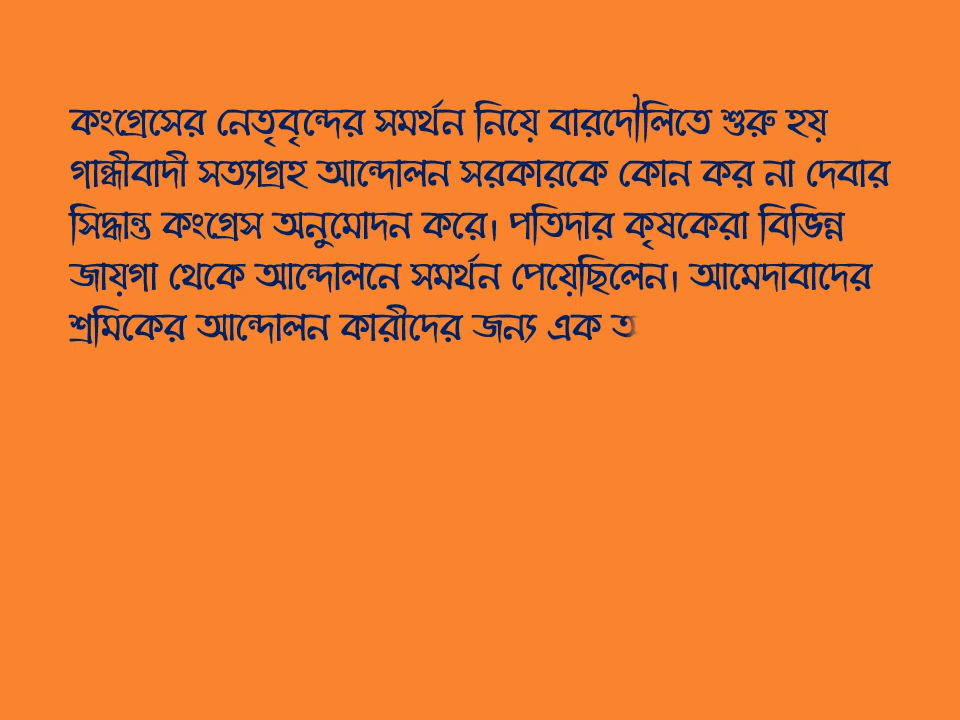 কংগ্রেসের নেতৃবৃন্দের সমর্থন নিয়ে বারদৌলিতে শুরু হয়
গান্ধীবাদী সত্যাগ্রহ আন্দোলন সরকারকে কোন কর না দেবার
সিদ্ধান্ত কংগ্রেস অনুমোদন করে। পতিদার কৃষকেরা বিভিন্ন
জায়গা থেকে আন্দোলনে সমর্থন পেয়েছিলেন। আমেদাবাদের
শ্রমিকের আন্দোলন কারীদের জন্য এক